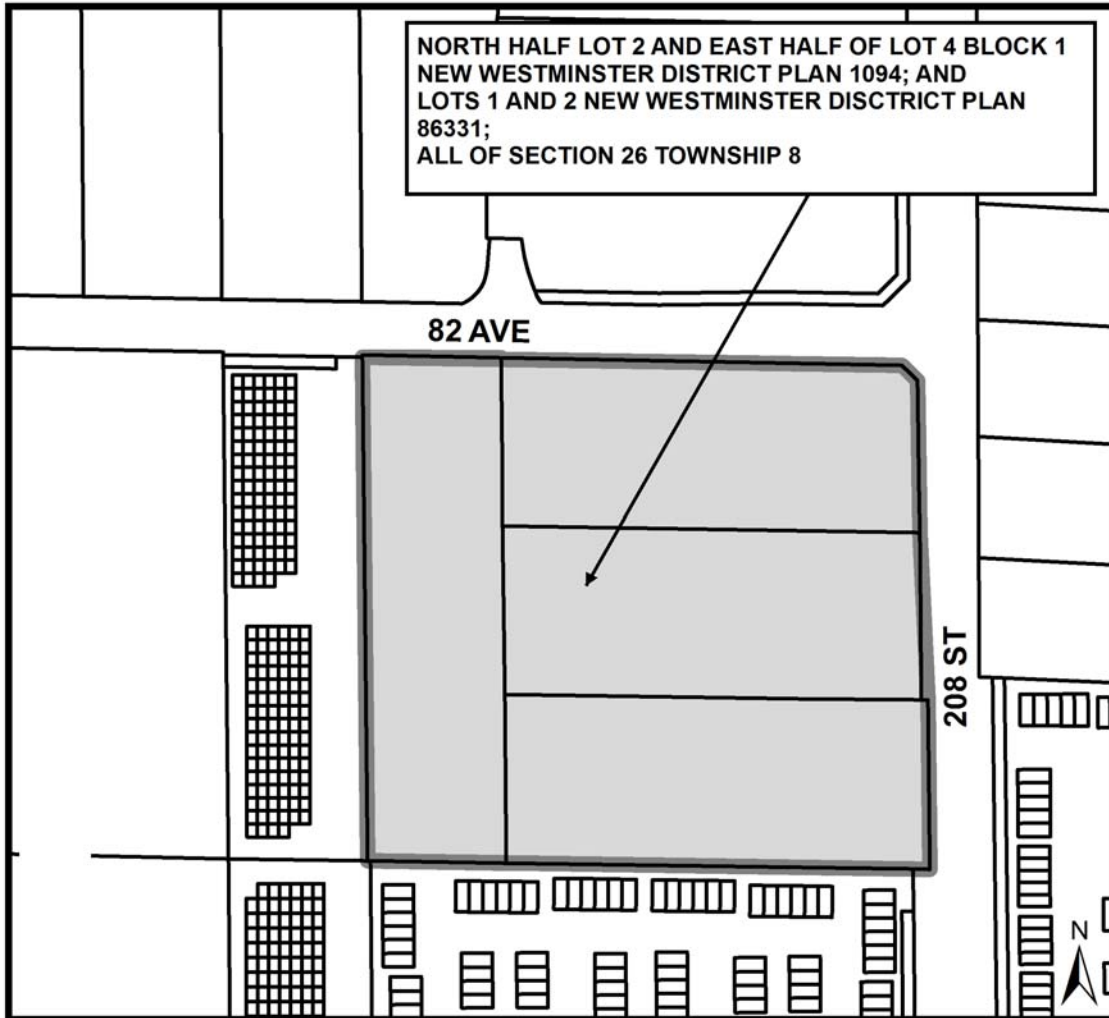 NORTH HALF LOT 2 AND EAST HALF OF LOT 4 BLOCK 1
NEW WESTMINSTER DISTRICT PLAN 1094; AND
LOTS 1 AND 2 NEW WESTMINSTER DISCTRICT PLAN
86331;
ALL OF SECTION 26 TOWNSHIP 8
82 AVE
208 ST
N